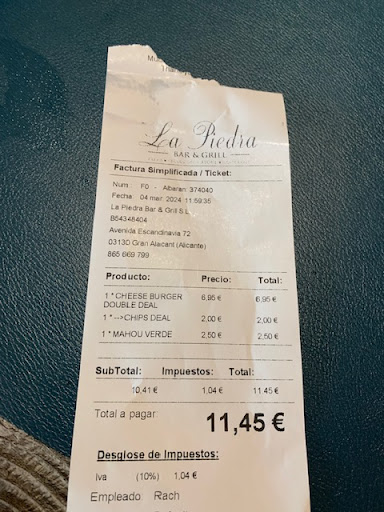 La Piedra
BAR & GRILL
Factura Simplificada / Ticket:
Num: F0 - Albaran: 374040
Fecha: 04 mar. 2024 11:59:35
La Piedra Bar & Grill S.L.
B54348404
Avenida Escandinavia 72
03130 Gran Alacant (Alicante)
865 669 799
Producto: Precio: Total:
1 * CHEESE BURGER 6,95 € 6,95 €
DOUBLE DEAL
1 * -->CHIPS DEAL 2,00 € 2,00 €
1 * MAHOU VERDE 2,50 € 2,50 €
SubTotal: Impuestos: Total:
10,41 € 1,04 € 11,45 €
Total a pagar: 11,45 €
Desglose de Impuestos:
Iva (10%) 1,04 €
Empleado: Rach